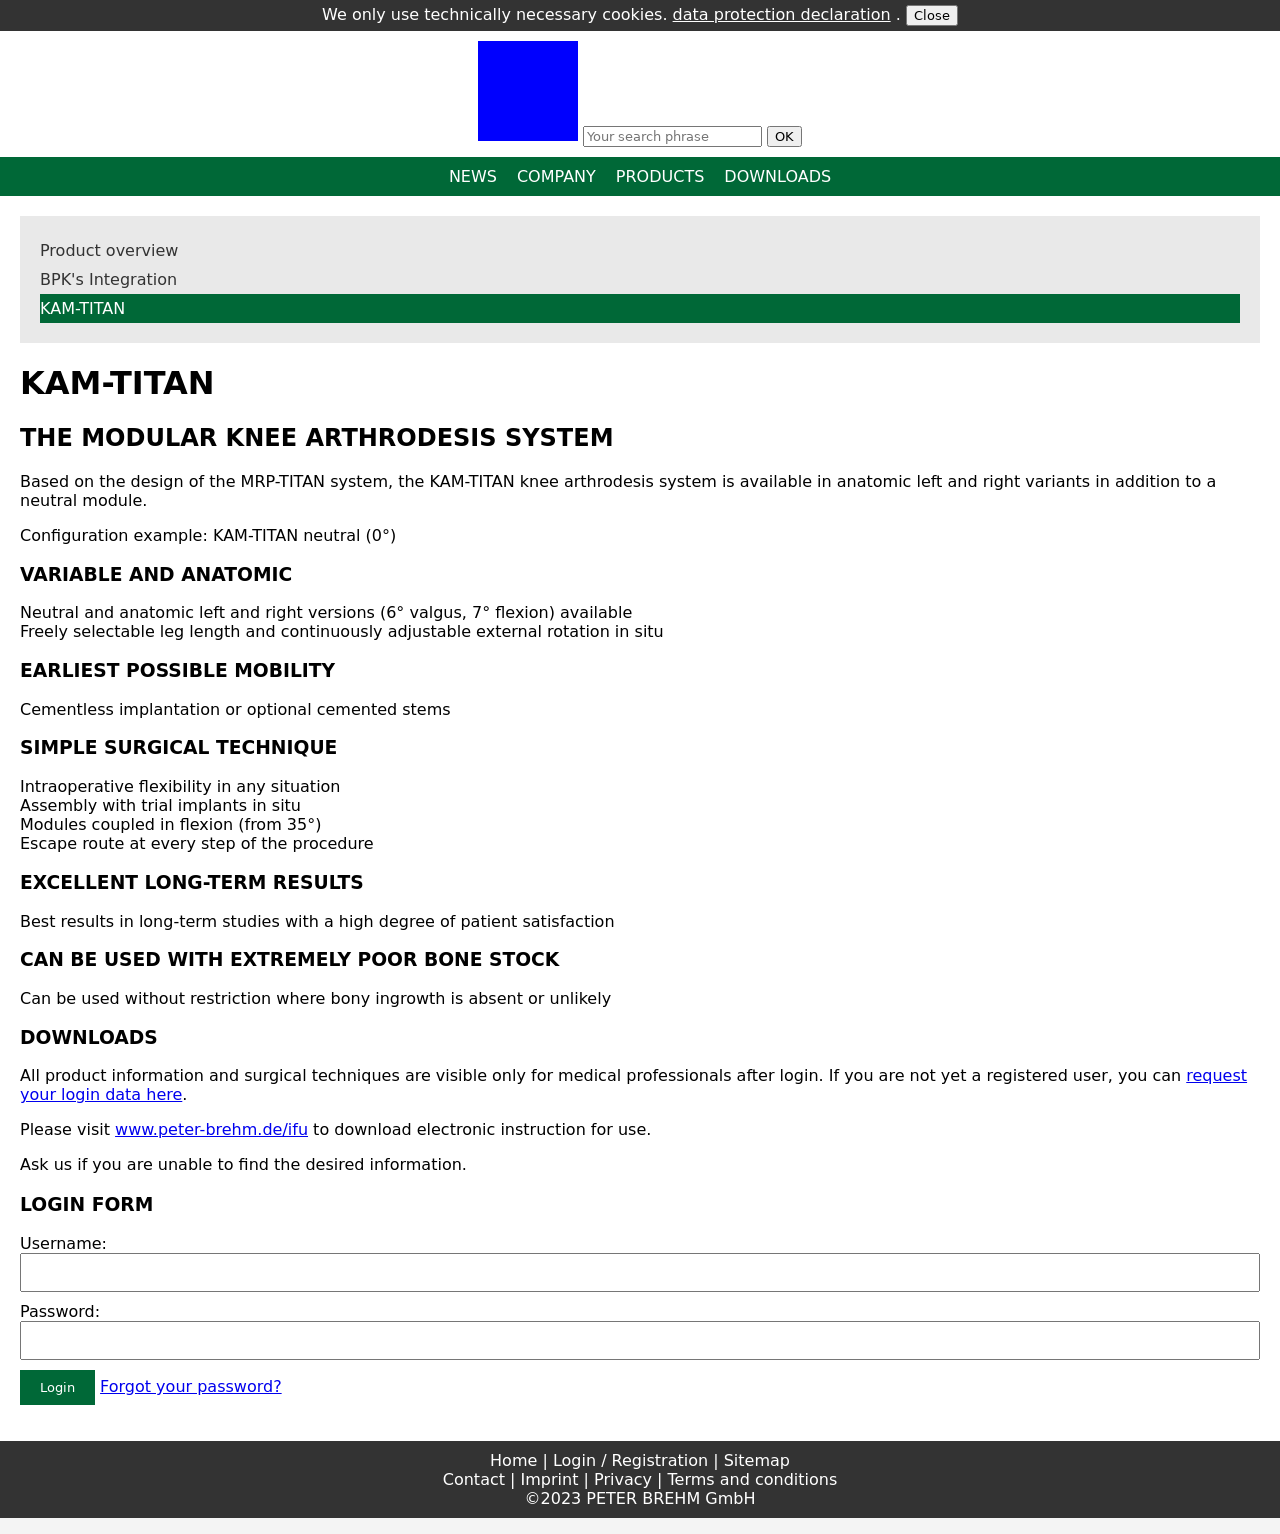 We only use technically necessary cookies. data protection declaration . Close
Your search phrase OK
NEWS COMPANY PRODUCTS DOWNLOADS
Product overview
BPK's Integration
KAM-TITAN
KAM-TITAN
THE MODULAR KNEE ARTHRODESIS SYSTEM
Based on the design of the MRP-TITAN system, the KAM-TITAN knee arthrodesis system is available in anatomic left and right variants in addition to a
neutral module.
Configuration example: KAM-TITAN neutral (0°)
VARIABLE AND ANATOMIC
Neutral and anatomic left and right versions (6° valgus, 7° flexion) available
Freely selectable leg length and continuously adjustable external rotation in situ
EARLIEST POSSIBLE MOBILITY
Cementless implantation or optional cemented stems
SIMPLE SURGICAL TECHNIQUE
Intraoperative flexibility in any situation
Assembly with trial implants in situ
Modules coupled in flexion (from 35°)
Escape route at every step of the procedure
EXCELLENT LONG-TERM RESULTS
Best results in long-term studies with a high degree of patient satisfaction
CAN BE USED WITH EXTREMELY POOR BONE STOCK
Can be used without restriction where bony ingrowth is absent or unlikely
DOWNLOADS
All product information and surgical techniques are visible only for medical professionals after login. If you are not yet a registered user, you can request
your login data here.
Please visit www.peter-brehm.de/ifu to download electronic instruction for use.
Ask us if you are unable to find the desired information.
LOGIN FORM
Username:
Password:
Login Forgot your password?
Home | Login / Registration | Sitemap
Contact | Imprint | Privacy | Terms and conditions
©2023 PETER BREHM GmbH